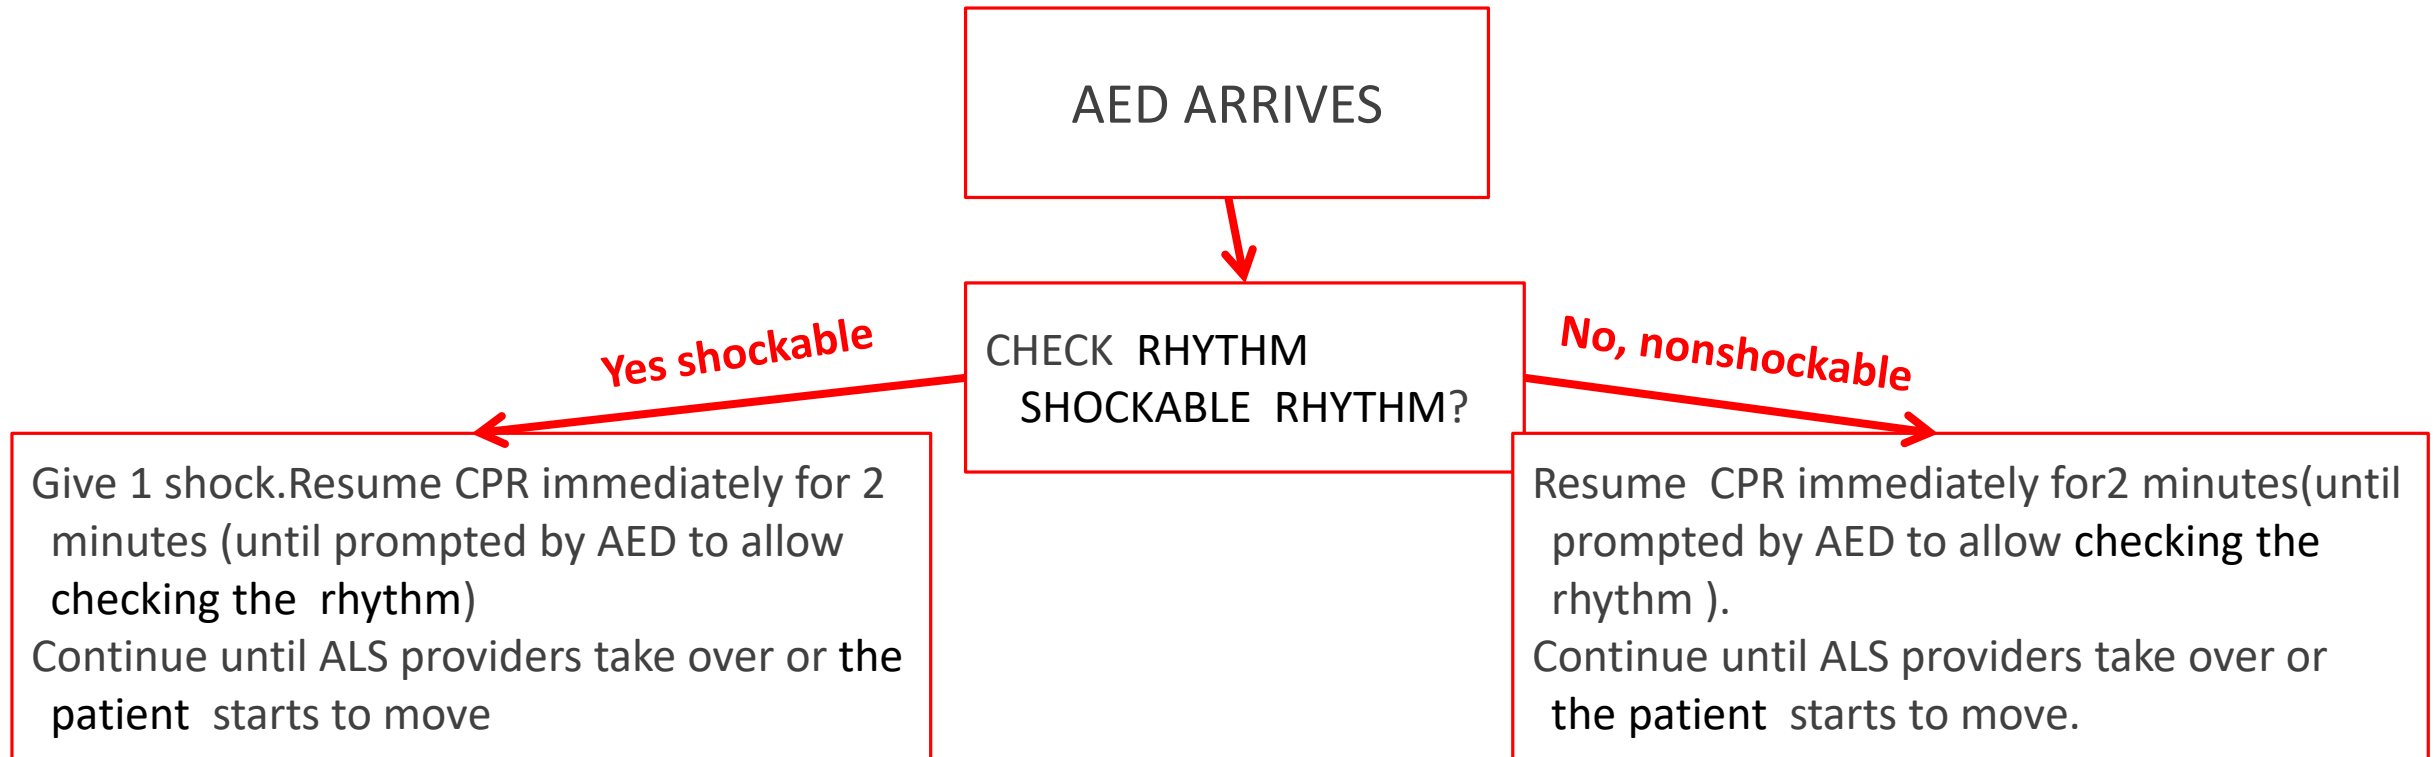 AED ARRIVES
Yes shockable
CHECK RHYTHM
SHOCKABLE RHYTHM?
No, nonshockable
Give 1 shock.Resume CPR immediately for 2
minutes (until prompted by AED to allow
checking the rhythm)
Continue until ALS providers take over or the
patient starts to move
Resume CPR immediately for2 minutes(until
prompted by AED to allow checking the
rhythm ).
Continue until ALS providers take over or
the patient starts to move.